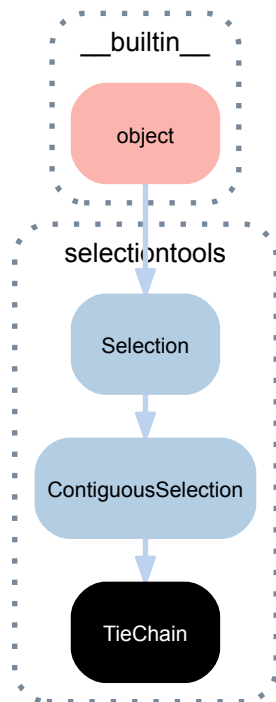 __builtin__
object
selectiontools
Selection
ContiguousSelection
TieChain